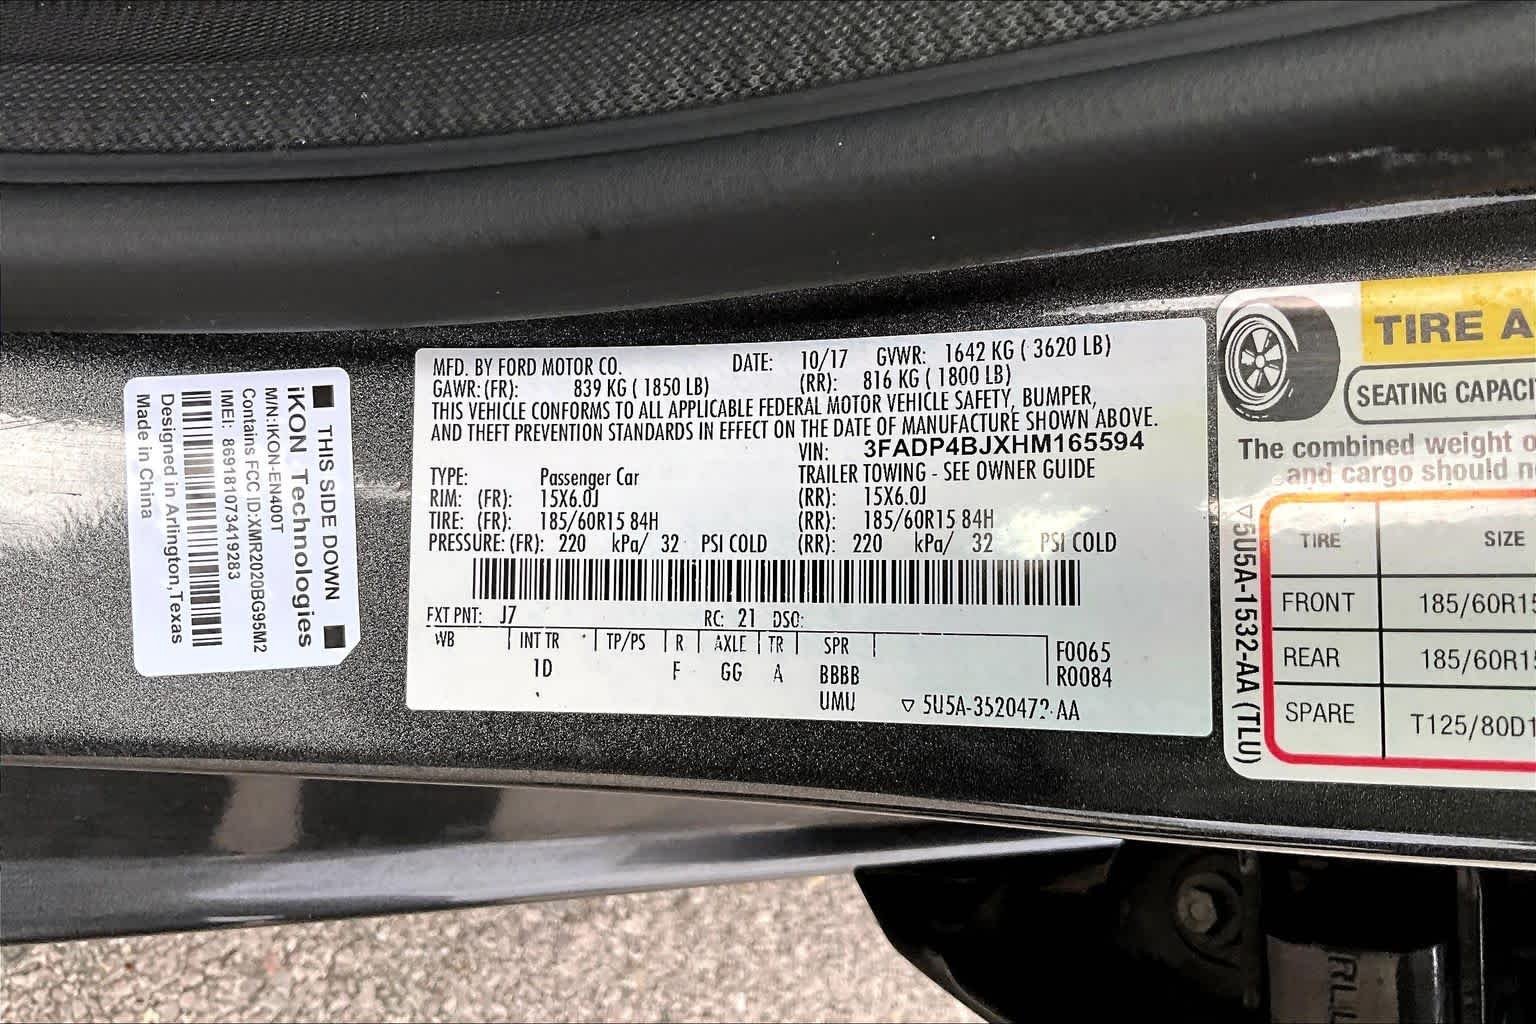 THIS SIDE DOWN
iKON Technologies
M/N:IKON-EN400T
Contains FCC ID:XMR2020BG95M2
IMEI: 869181073419283
Designed in Arlington,Texas
Made in China
MFD. BY FORD MOTOR CO. DATE: 10/17 GVWR: 1642 KG ( 3620 LB)
GAWR:(FR): 839 KG ( 1850 LB) (RR): 816 KG ( 1800 LB)
THIS VEHICLE CONFORMS TO ALL APPLICABLE FEDERAL MOTOR VEHICLE SAFETY, BUMPER,
AND THEFT PREVENTION STANDARDS IN EFFECT ON THE DATE OF MANUFACTURE SHOWN ABOVE.
VIN: 3FADP4BJXHM165594
TYPE: Passenger Car TRAILER TOWING - SEE OWNER GUIDE
RIM: (FR): 15X6.0J (RR): 15X6.0J
TIRE: (FR): 185/60R15 84H (RR): 185/60R15 84H
PRESSURE: (FR): 220 kPa/ 32 PSI COLD (RR): 220 kPa/ 32 PSI COLD
EXT PNT: J7 RC: 21 DSO:
WB INT TR TP/PS R AXLE TR SPR F0065
1D F GG A BBBB R0084
UMU ▽ 5U5A-3520472-AA
TIRE A
SEATING CAPACI
The combined weight o
and cargo should n
TIRE SIZE
FRONT 185/60R15
REAR 185/60R15
SPARE T125/80D1
▽5U5A-1532-AA (TLU)